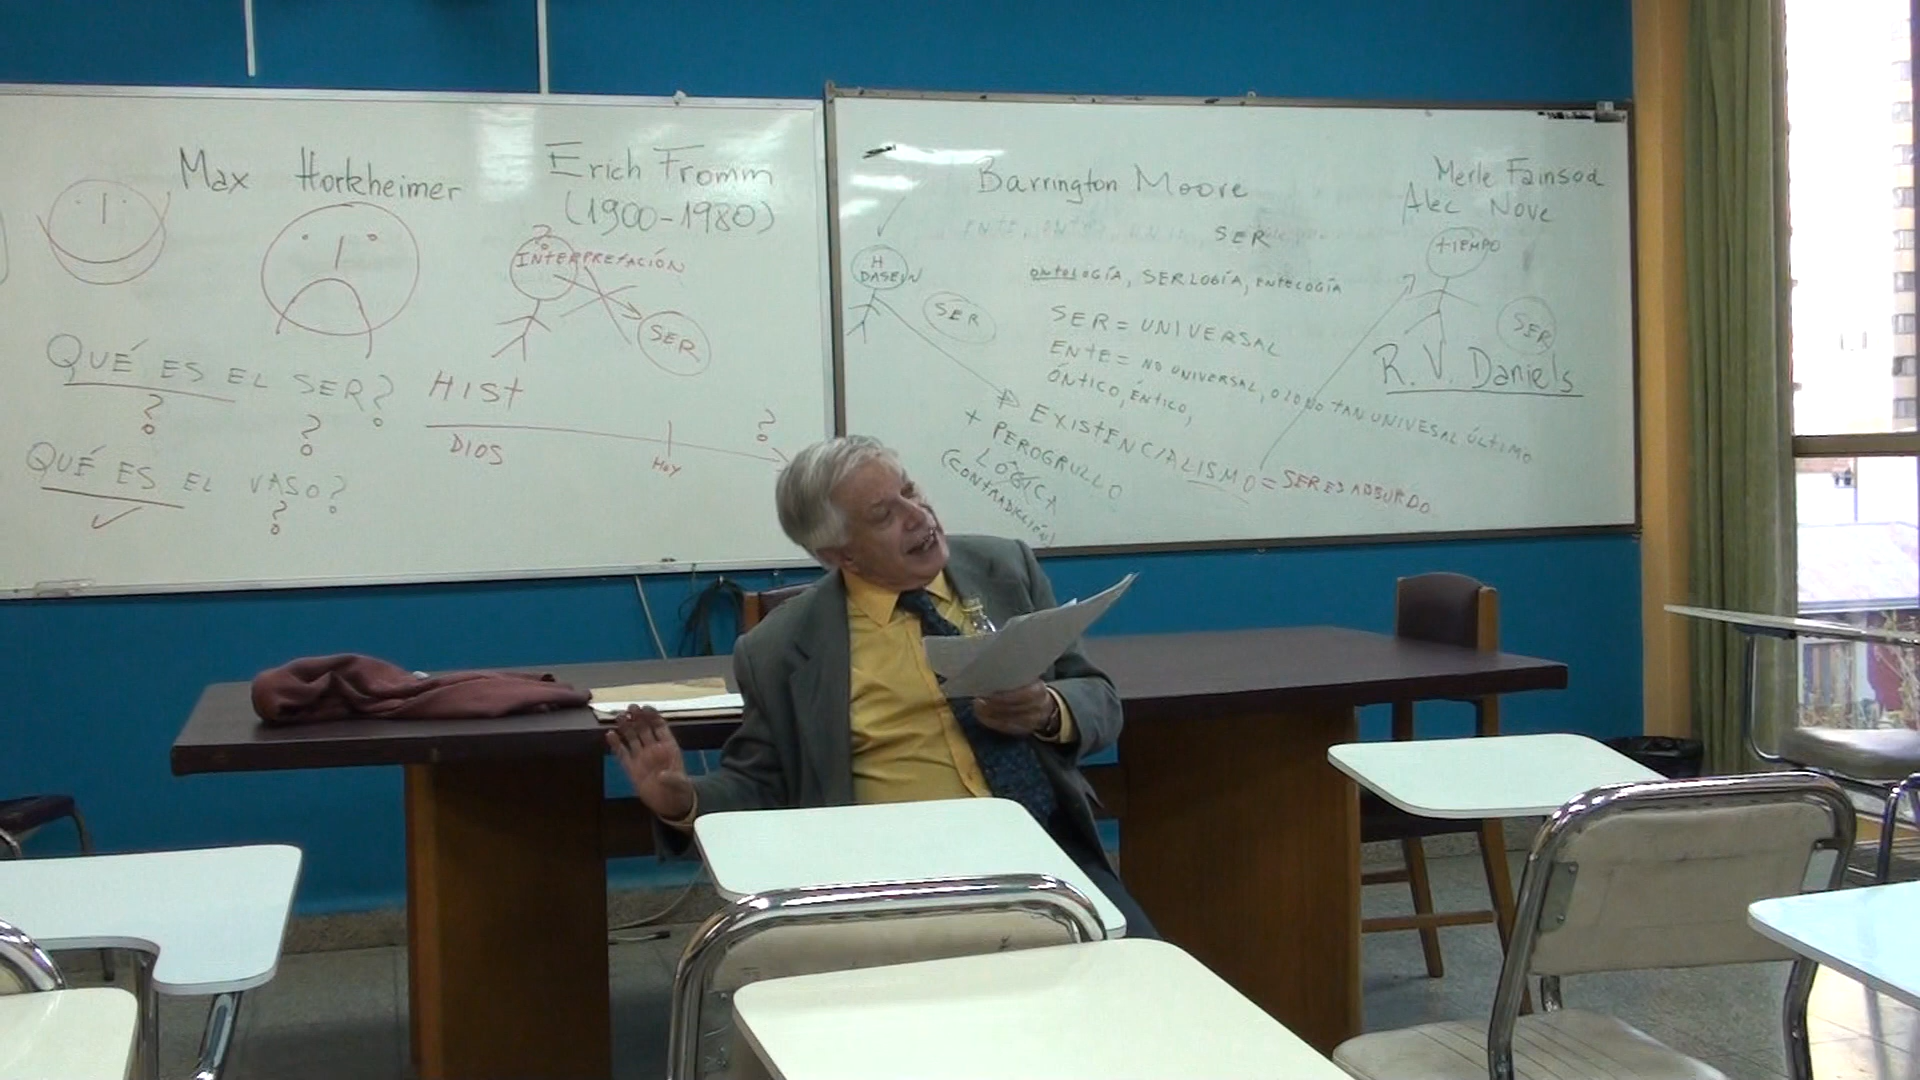 Max Horkheimer
Erich Fromm
(1900-1980)
?
INTERPRETACIÓN
SER
QUÉ ES EL SER?
? ?
HIST
DIOS
HOY
?
QUÉ ES EL VASO?
?
Barrington Moore
Merle Fainsod
Alec Nove
SER
TIEMPO
H
DASEIN
ONTOLOGÍA, SERLOGÍA, ENTOLOGÍA
SER
SER = UNIVERSAL
SER
ENTE = NO UNIVERSAL, O ZO NO TAN UNIVESAL ÚLTIMO
R. V. Daniels
ÓNTICO, ÉNTICO,
EXISTENCIALISMO = SER ES ABSURDO
+ PEROGRULLO
LÓGICA
(CONTRADICCIÓN)